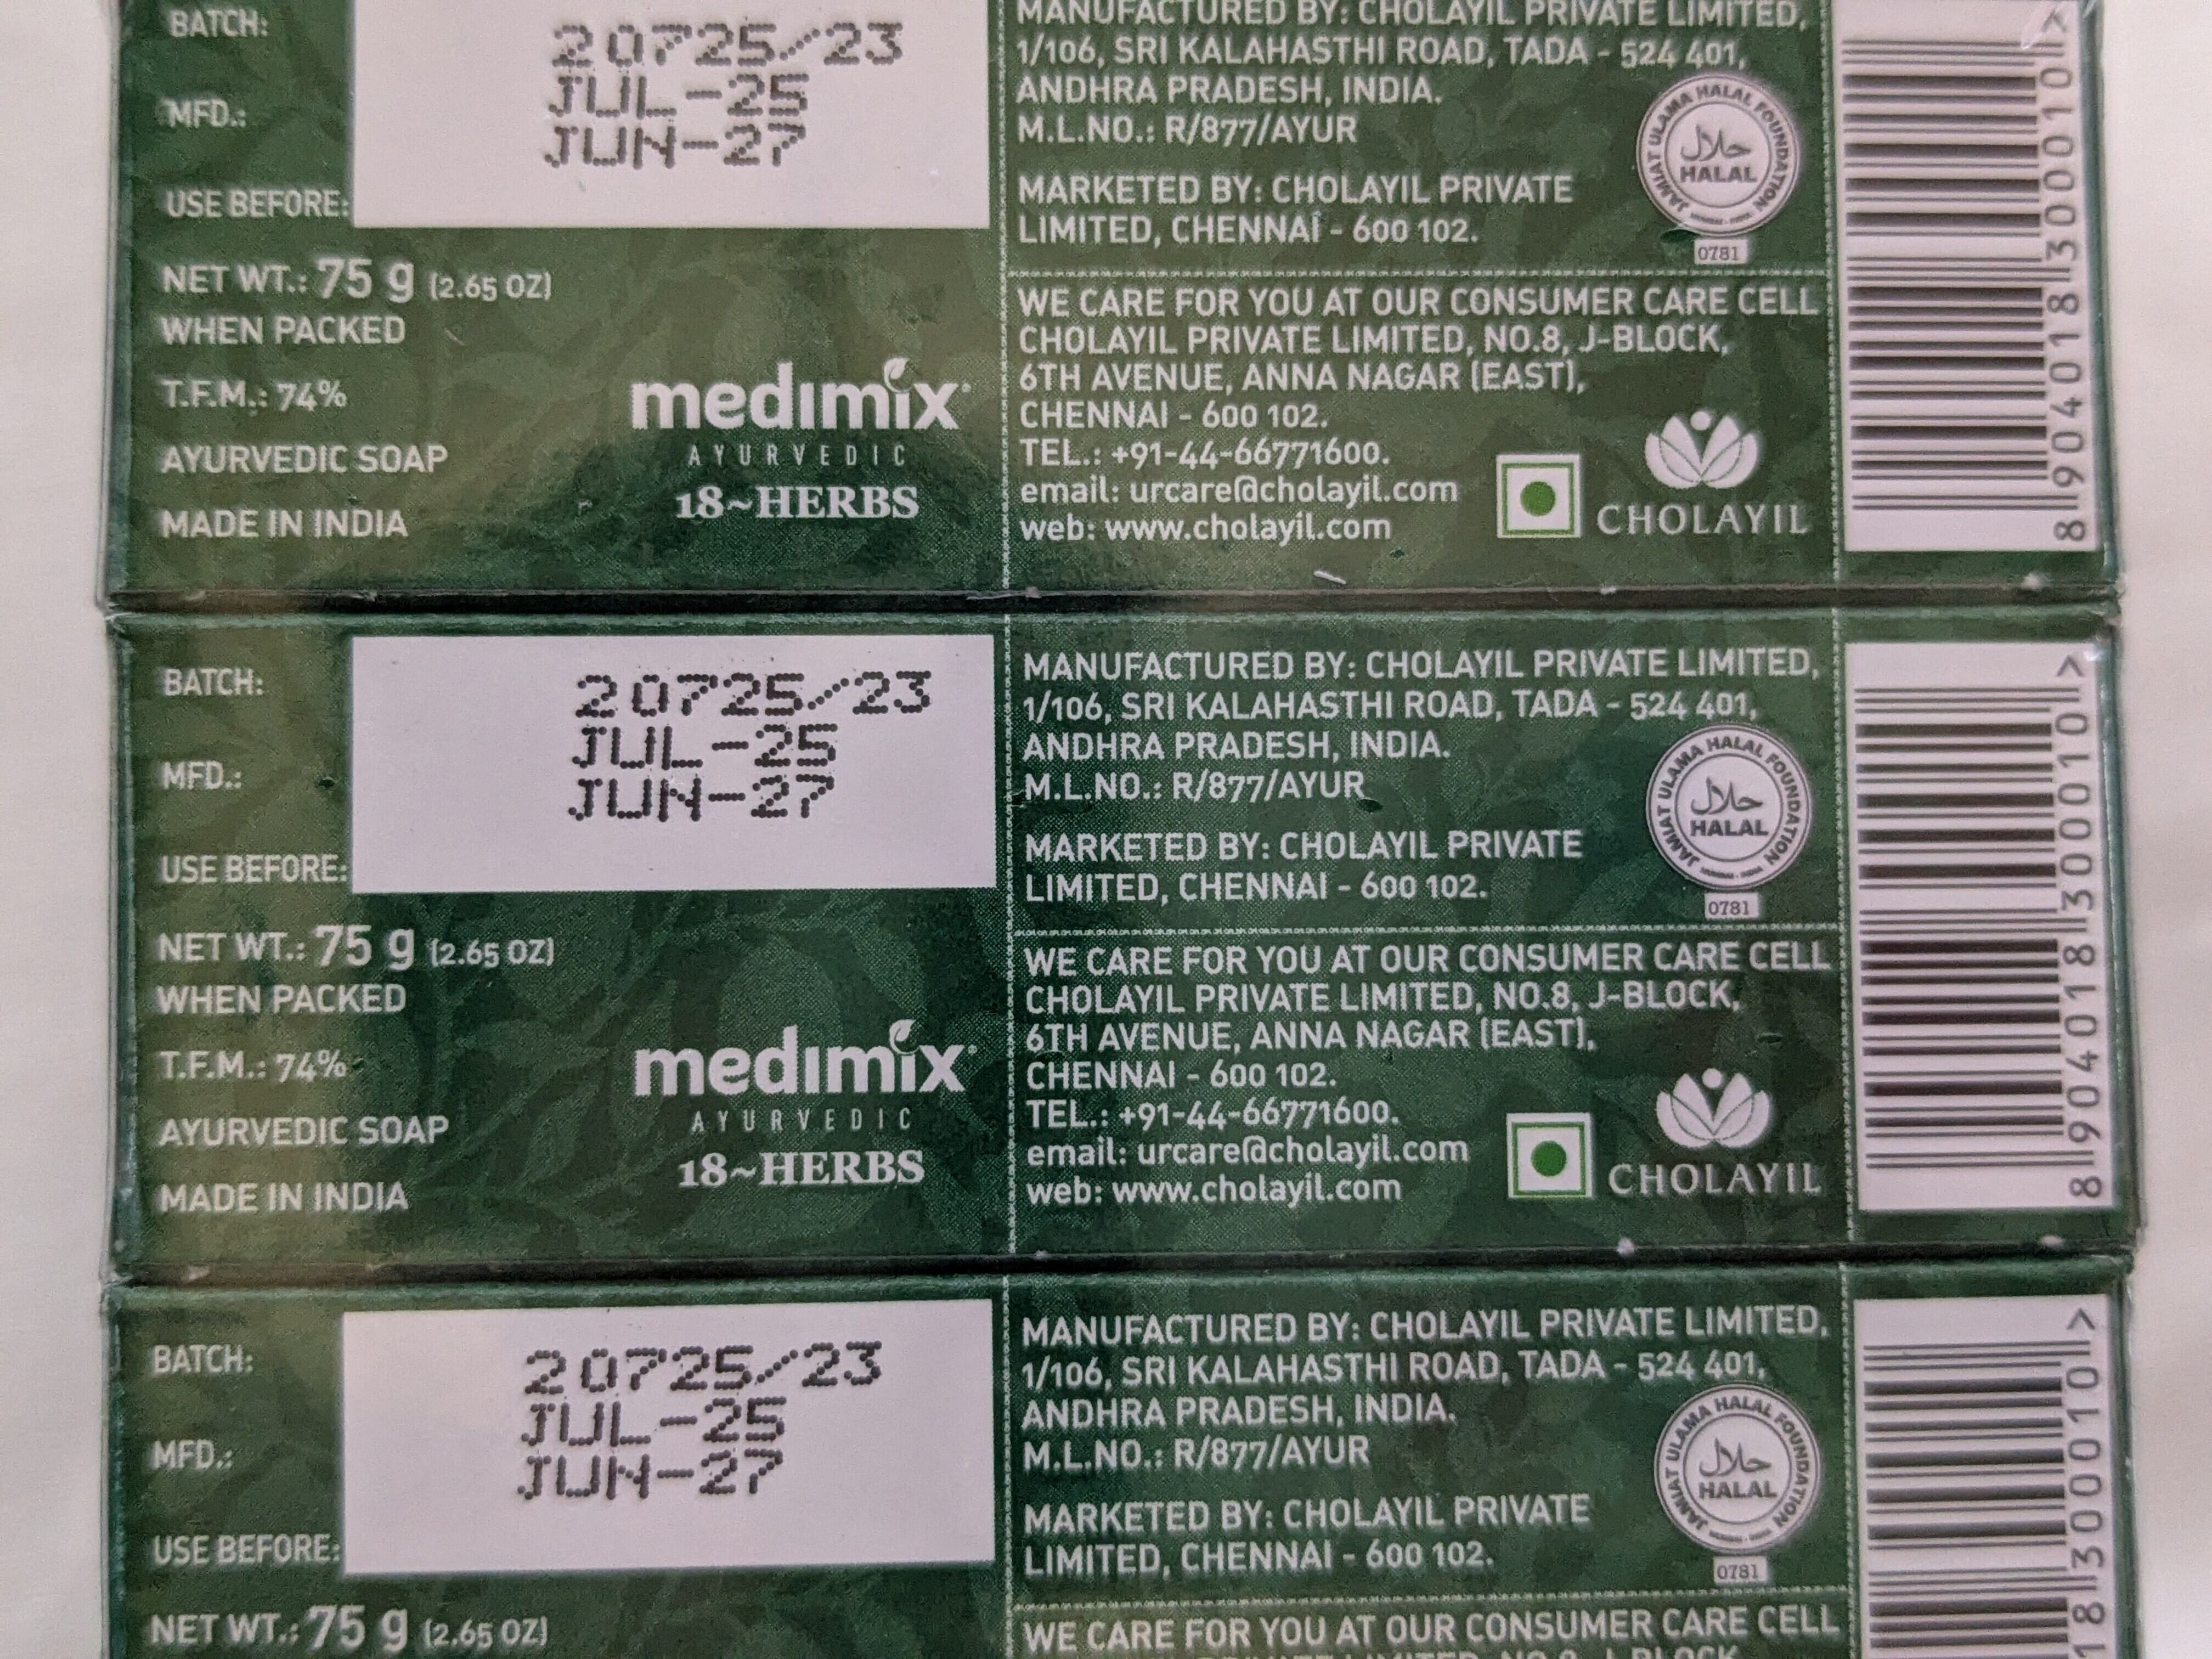 BATCH:
20725/23
MFD.:
JUL-25
JUN-27
USE BEFORE:
NET WT.: 75 g (2.65 OZ)
WHEN PACKED
T.F.M.: 74%
AYURVEDIC SOAP
MADE IN INDIA
medimix
AYURVEDIC
18~HERBS
MANUFACTURED BY: CHOLAYIL PRIVATE LIMITED,
1/106, SRI KALAHASTHI ROAD, TADA - 524 401,
ANDHRA PRADESH, INDIA.
M.L.NO.: R/877/AYUR
MARKETED BY: CHOLAYIL PRIVATE
LIMITED, CHENNAI - 600 102.
JAMIAT ULAMA HALAL FOUNDATION
حلال
HALAL
0781
WE CARE FOR YOU AT OUR CONSUMER CARE CELL
CHOLAYIL PRIVATE LIMITED, NO.8, J-BLOCK,
6TH AVENUE, ANNA NAGAR (EAST),
CHENNAI - 600 102.
TEL.: +91-44-66771600.
email: urcare@cholayil.com
web: www.cholayil.com
CHOLAYIL
8 904018 300010 >
BATCH:
20725/23
MFD.:
JUL-25
JUN-27
USE BEFORE:
NET WT.: 75 g (2.65 OZ)
WHEN PACKED
T.F.M.: 74%
AYURVEDIC SOAP
MADE IN INDIA
medimix
AYURVEDIC
18~HERBS
MANUFACTURED BY: CHOLAYIL PRIVATE LIMITED,
1/106, SRI KALAHASTHI ROAD, TADA - 524 401,
ANDHRA PRADESH, INDIA.
M.L.NO.: R/877/AYUR
MARKETED BY: CHOLAYIL PRIVATE
LIMITED, CHENNAI - 600 102.
JAMIAT ULAMA HALAL FOUNDATION
حلال
HALAL
0781
WE CARE FOR YOU AT OUR CONSUMER CARE CELL
CHOLAYIL PRIVATE LIMITED, NO.8, J-BLOCK,
6TH AVENUE, ANNA NAGAR (EAST),
CHENNAI - 600 102.
TEL.: +91-44-66771600.
email: urcare@cholayil.com
web: www.cholayil.com
CHOLAYIL
8 904018 300010 >
BATCH:
20725/23
MFD.:
JUL-25
JUN-27
USE BEFORE:
NET WT.: 75 g (2.65 OZ)
MANUFACTURED BY: CHOLAYIL PRIVATE LIMITED,
1/106, SRI KALAHASTHI ROAD, TADA - 524 401,
ANDHRA PRADESH, INDIA.
M.L.NO.: R/877/AYUR
MARKETED BY: CHOLAYIL PRIVATE
LIMITED, CHENNAI - 600 102.
JAMIAT ULAMA HALAL FOUNDATION
حلال
HALAL
0781
WE CARE FOR YOU AT OUR CONSUMER CARE CELL
18 300010 >